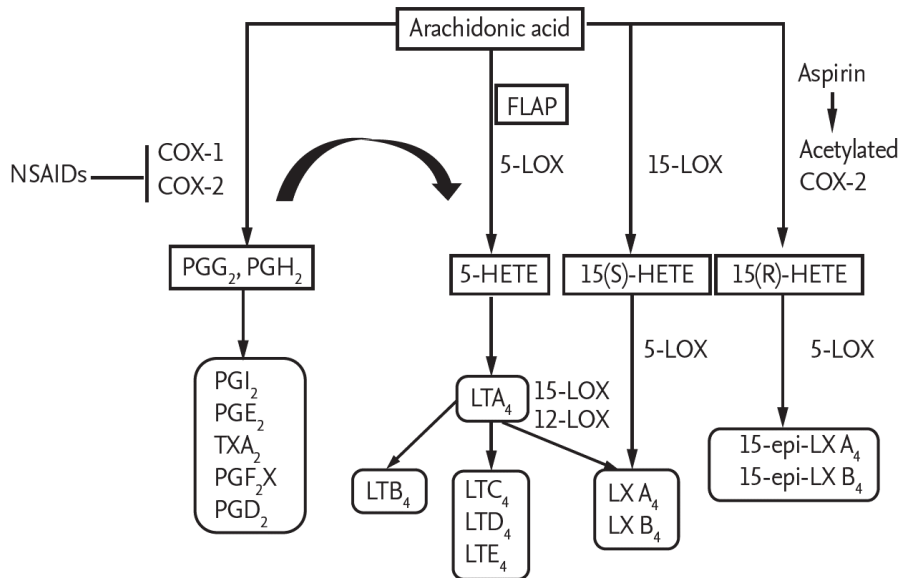 Arachidonic acid
FLAP
Aspirin
NSAIDs
COX-1
COX-2
5-LOX
15-LOX
Acetylated
COX-2
PGG₂, PGH₂
5-HETE
15(S)-HETE
15(R)-HETE
5-LOX
5-LOX
PGI₂
PGE₂
TXA₂
PGF₂X
PGD₂
LTA₄
15-LOX
12-LOX
LTB₄
LTC₄
LTD₄
LTE₄
LX A₄
LX B₄
15-epi-LX A₄
15-epi-LX B₄